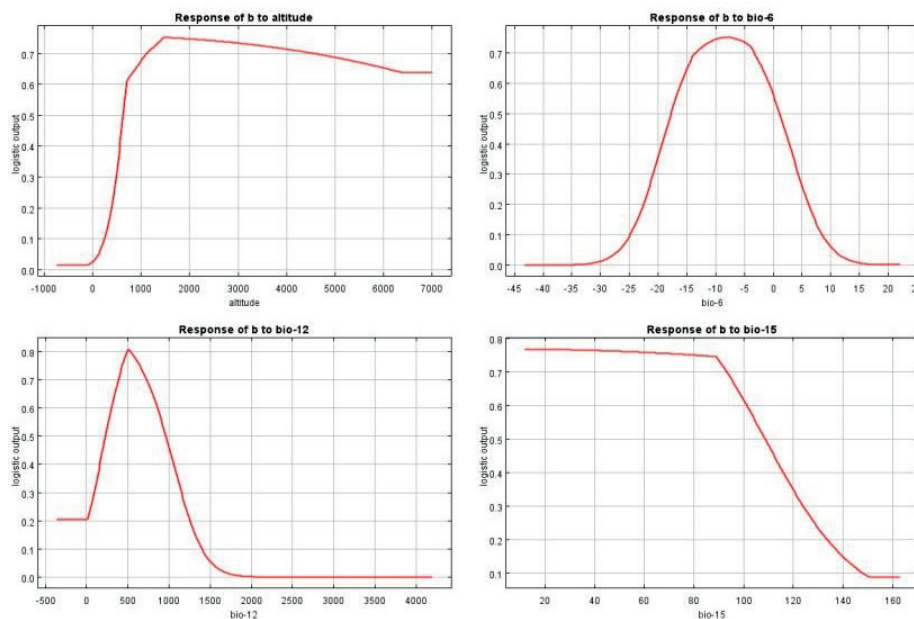 Response of b to altitude
logistic output
0.7
0.6
0.5
0.4
0.3
0.2
0.1
0.0
-1000 0 1000 2000 3000 4000 5000 6000 7000
altitude
Response of b to bio-6
logistic output
0.7
0.6
0.5
0.4
0.3
0.2
0.1
0.0
-45 -40 -35 -30 -25 -20 -15 -10 -5 0 5 10 15 20
bio-6
Response of b to bio-12
logistic output
0.8
0.7
0.6
0.5
0.4
0.3
0.2
0.1
0.0
-500 0 500 1000 1500 2000 2500 3000 3500 4000
bio-12
Response of b to bio-15
logistic output
0.8
0.7
0.6
0.5
0.4
0.3
0.2
0.1
20 40 60 80 100 120 140 160
bio-15